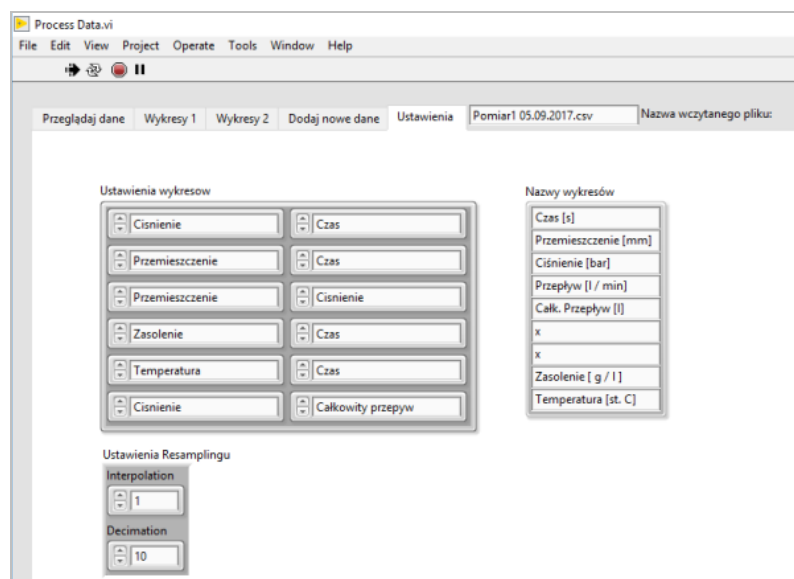 Process Data.vi
File Edit View Project Operate Tools Window Help
Przeglądaj dane Wykresy 1 Wykresy 2 Dodaj nowe dane Ustawienia Pomiar1 05.09.2017.csv Nazwa wczytanego pliku:
Ustawienia wykresow
Cisnienie Czas
Przemieszczenie Czas
Przemieszczenie Cisnienie
Zasolenie Czas
Temperatura Czas
Cisnienie Całkowity przepyw
Nazwy wykresów
Czas [s]
Przemieszczenie [mm]
Ciśnienie [bar]
Przepływ [l / min]
Całk. Przepływ [l]
x
x
Zasolenie [ g / l ]
Temperatura [st. C]
Ustawienia Resamplingu
Interpolation
1
Decimation
10